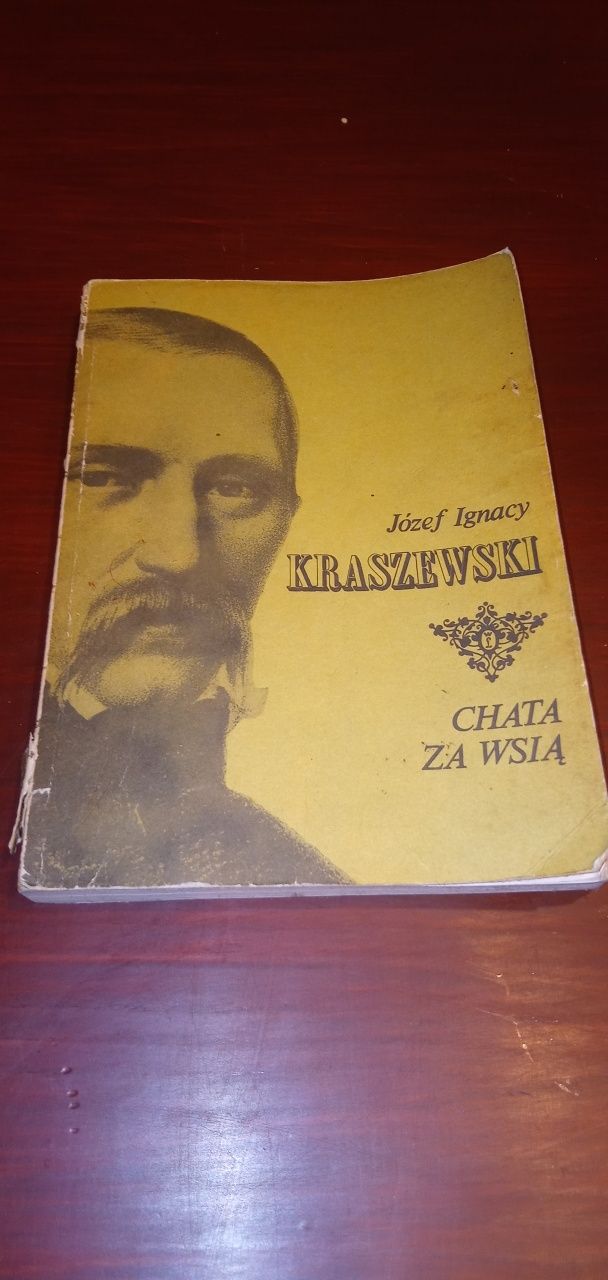 Józef Ignacy
KRASZEWSKI
CHATA
ZA WSIĄ